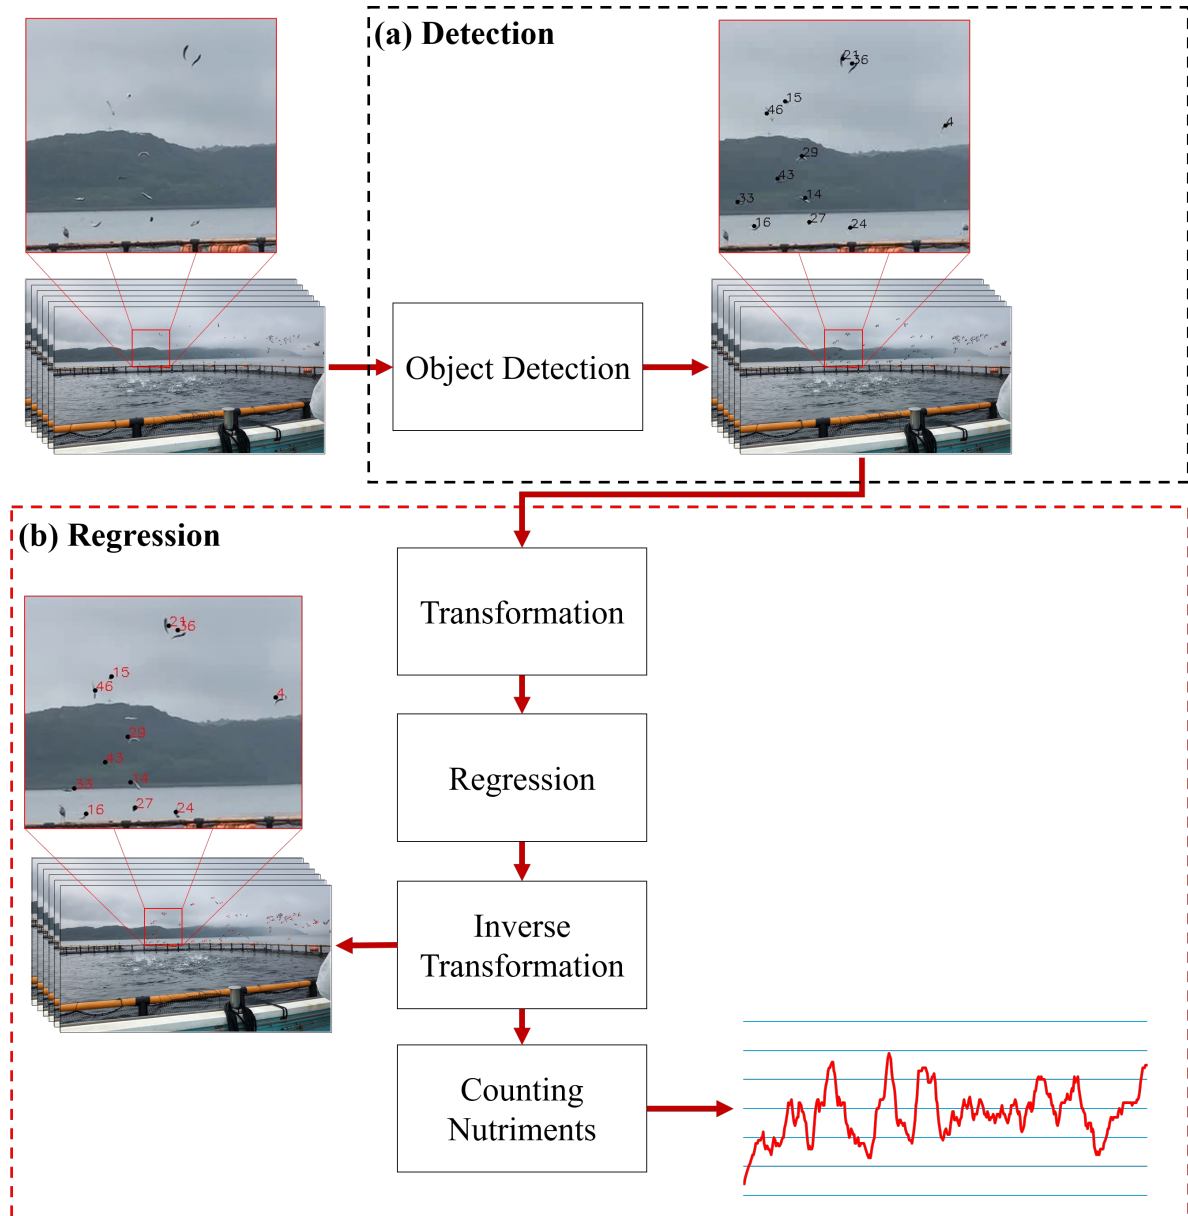 (a) Detection
21
36
15
46
4
29
43
14
33
16
27
24
Object Detection
(b) Regression
Transformation
21
36
15
46
4
29
43
14
33
16
27
24
Regression
Inverse
Transformation
Counting
Nutriments